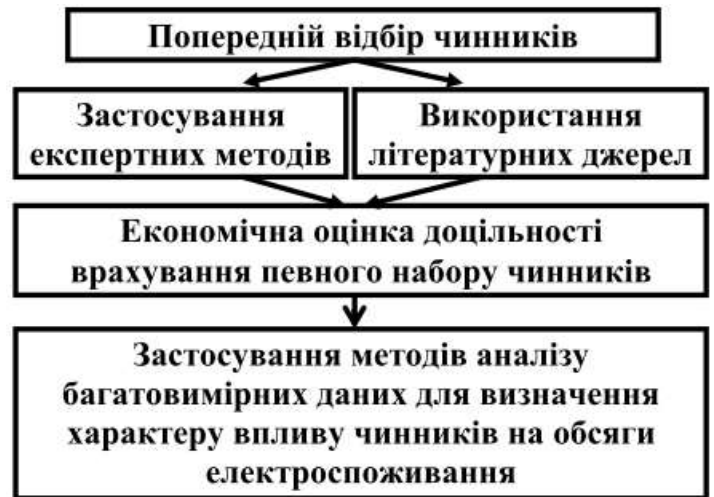 Попередній відбір чинників
Застосування
експертних методів
Використання
літературних джерел
Економічна оцінка доцільності
врахування певного набору чинників
Застосування методів аналізу
багатовимірних даних для визначення
характеру впливу чинників на обсяги
електроспоживання